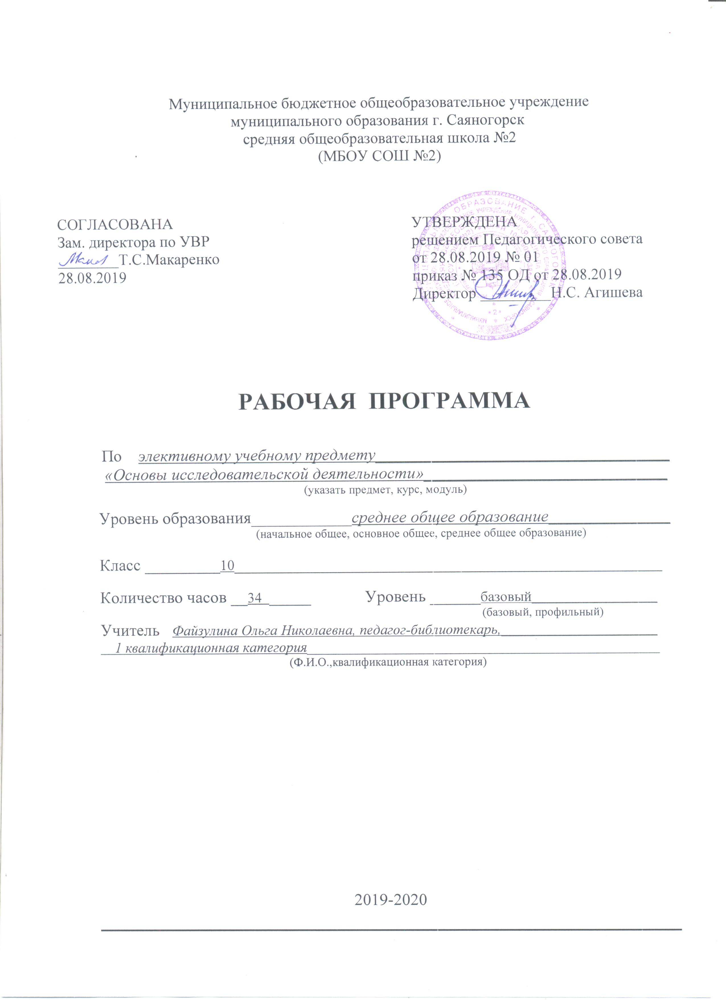 Муниципальное бюджетное общеобразовательное учреждение
муниципального образования г. Саяногорск
средняя общеобразовательная школа №2
(МБОУ СОШ №2)
СОГЛАСОВАНА
Зам. директора по УВР
Т.С.Макаренко
28.08.2019
УТВЕРЖДЕНА
решением Педагогического совета
от 28.08.2019 № 01
приказ № 135 ОД от 28.08.2019
Директор __________Н.С. Агишева
РАБОЧАЯ ПРОГРАММА
По элективному учебному предмету
«Основы исследовательской деятельности»
(указать предмет, курс, модуль)
Уровень образования среднее общее образование
(начальное общее, основное общее, среднее общее образование)
Класс 10
Количество часов 34 Уровень базовый
(базовый, профильный)
Учитель Файзулина Ольга Николаевна, педагог-библиотекарь,
1 квалификационная категория
(Ф.И.О.,квалификационная категория)
2019-2020